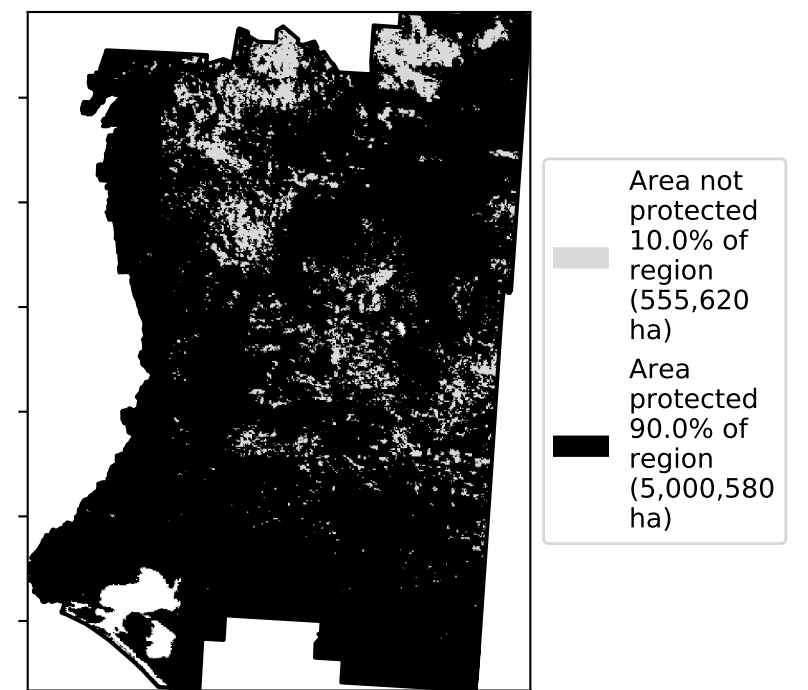 Area not
protected
10.0% of
region
(555,620
ha)
Area
protected
90.0% of
region
(5,000,580
ha)